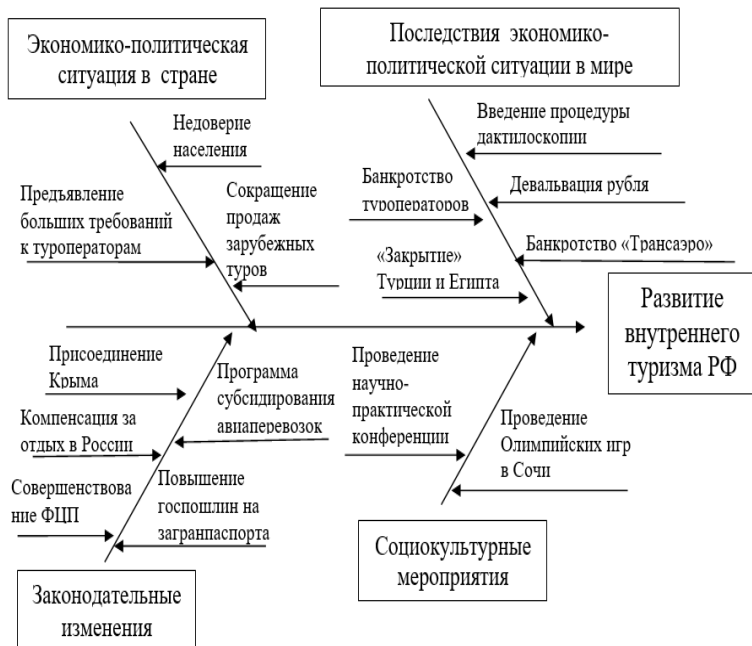 Экономико-политическая
ситуация в стране
Последствия экономико-
политической ситуации в мире
Недоверие
населения
Предъявление
больших требований
к туроператорам
Сокращение
продаж
зарубежных
туров
Введение процедуры
дактилоскопии
Банкротство
туроператоров
Девальвация рубля
«Закрытие»
Турции и Египта
Банкротство «Трансаэро»
Развитие
внутреннего
туризма РФ
Присоединение
Крыма
Программа
субсидирования
авиаперевозок
Компенсация за
отдых в России
Совершенствова
ние ФЦП
Повышение
госпошлин на
загранпаспорта
Проведение
научно-
практической
конференции
Проведение
Олимпийских игр
в Сочи
Законодательные
изменения
Социокультурные
мероприятия